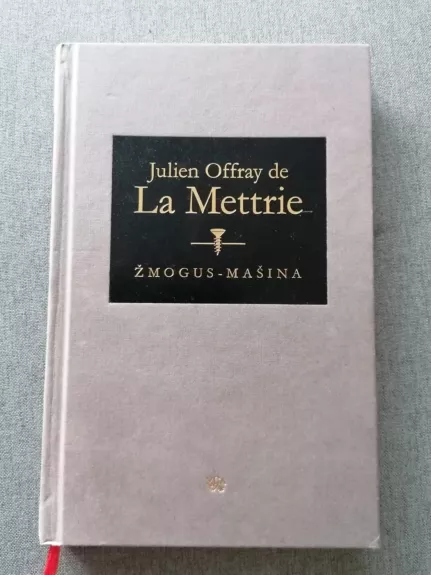 Julien Offray de
La Mettrie
ŽMOGUS-MAŠINA